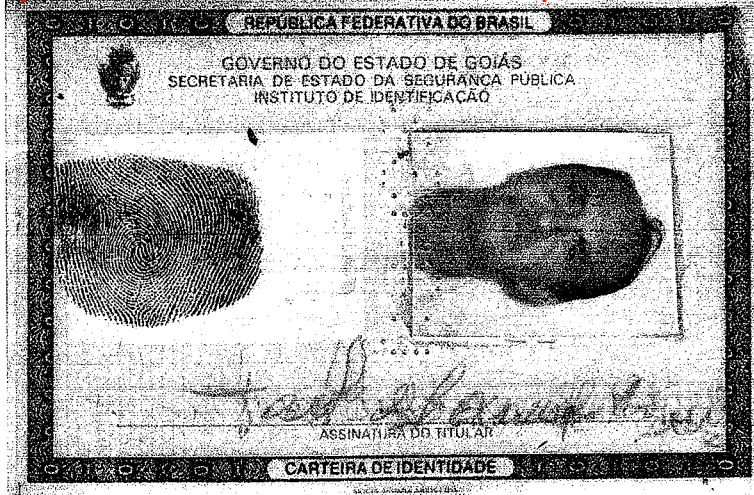 REPÚBLICA FEDERATIVA DO BRASIL
GOVERNO DO ESTADO DE GOIÁS
SECRETARIA DE ESTADO DA SEGURANÇA PÚBLICA
INSTITUTO DE IDENTIFICAÇÃO
ASSINATURA DO TITULAR
CARTEIRA DE IDENTIDADE